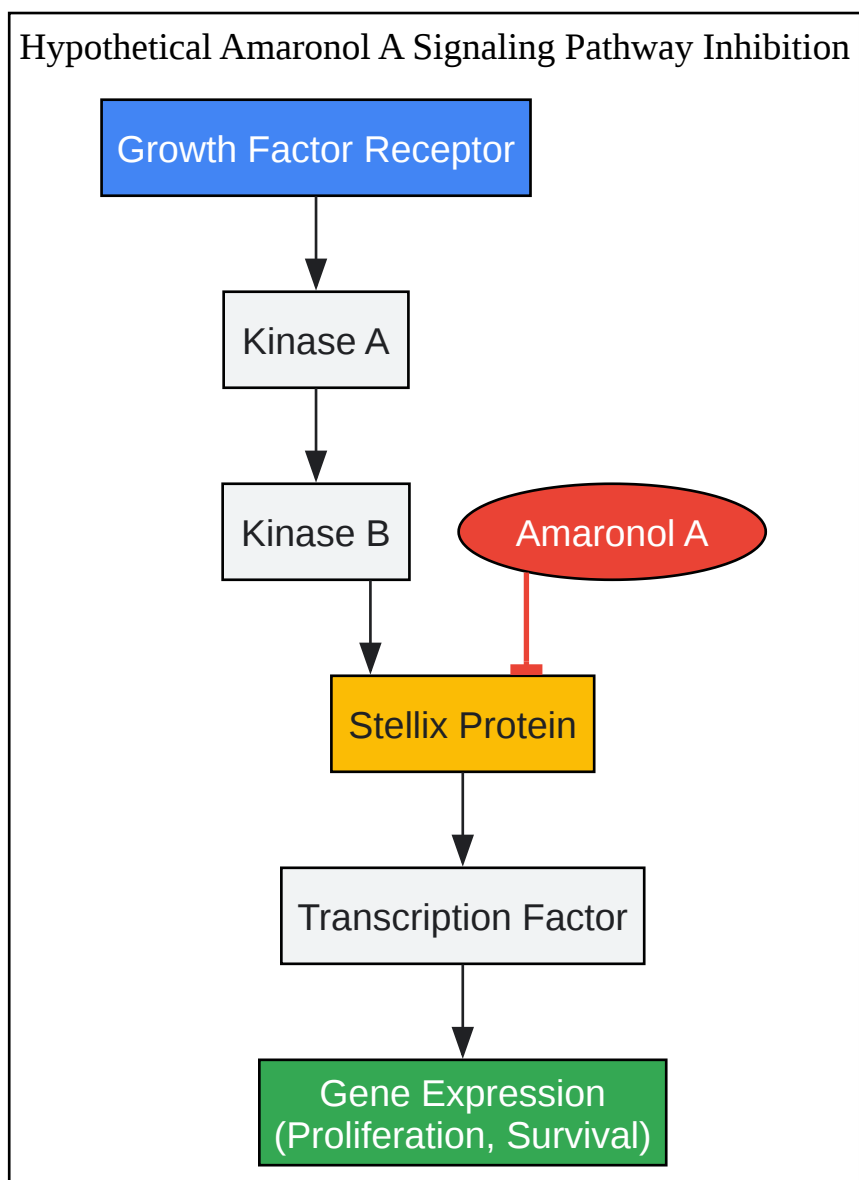 Hypothetical Amaronol A Signaling Pathway Inhibition
Growth Factor Receptor
Kinase A
Kinase B
Amaronol A
Stellix Protein
Transcription Factor
Gene Expression
(Proliferation, Survival)